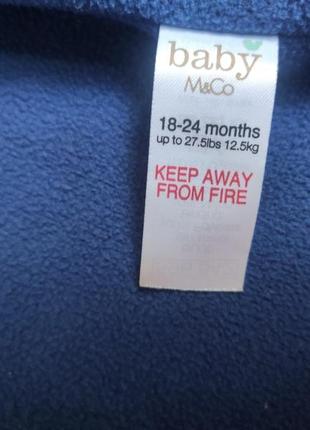 baby
M&Co
18-24 months
up to 27.5lbs 12.5kg
KEEP AWAY
FROM FIRE